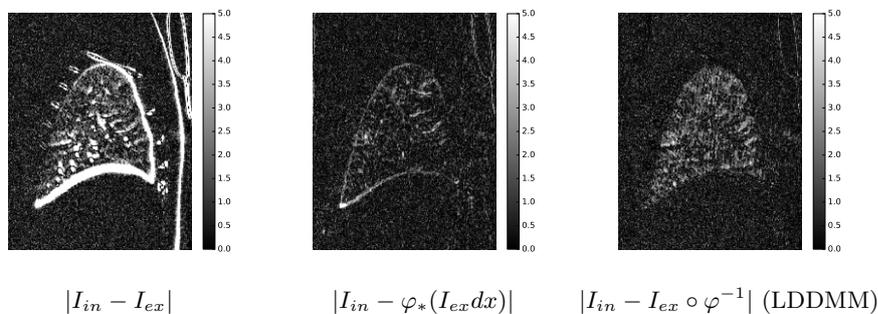 5.0 5.0 5.0
4.5 4.5 4.5
4.0 4.0 4.0
3.5 3.5 3.5
3.0 3.0 3.0
2.5 2.5 2.5
2.0 2.0 2.0
1.5 1.5 1.5
1.0 1.0 1.0
0.5 0.5 0.5
0.0 0.0 0.0
|I_{in} − I_{ex}| |I_{in} − φ_*(I_{ex}dx)| |I_{in} − I_{ex} ∘ φ^{−1}| (LDDMM)